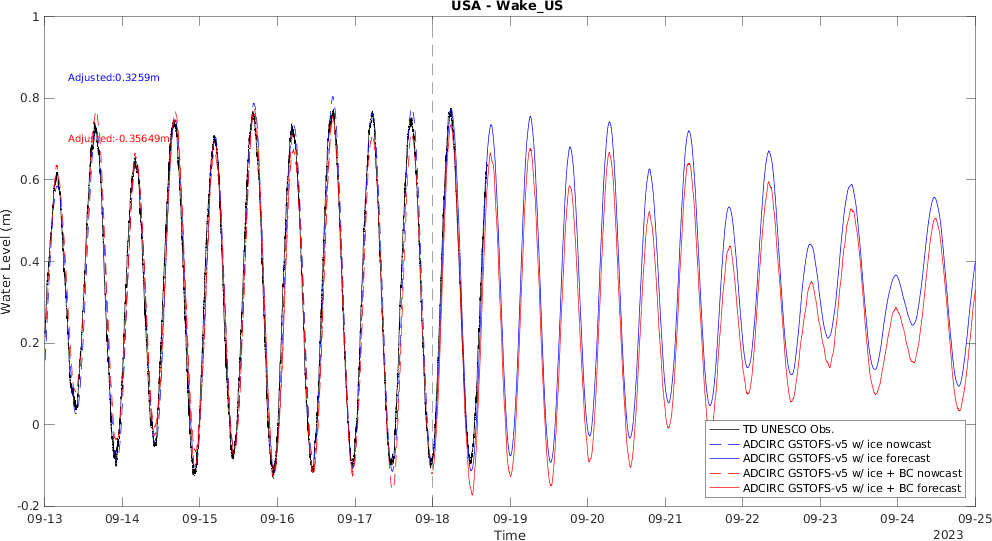 USA - Wake_US
Adjusted:0.3259m
Adjusted:-0.35649m
Water Level (m)
1
0.8
0.6
0.4
0.2
0
-0.2
TD UNESCO Obs.
ADCIRC GSTOFS-v5 w/ ice nowcast
ADCIRC GSTOFS-v5 w/ ice forecast
ADCIRC GSTOFS-v5 w/ ice + BC nowcast
ADCIRC GSTOFS-v5 w/ ice + BC forecast
09-13 09-14 09-15 09-16 09-17 09-18 09-19 09-20 09-21 09-22 09-23 09-24 09-25
Time
2023